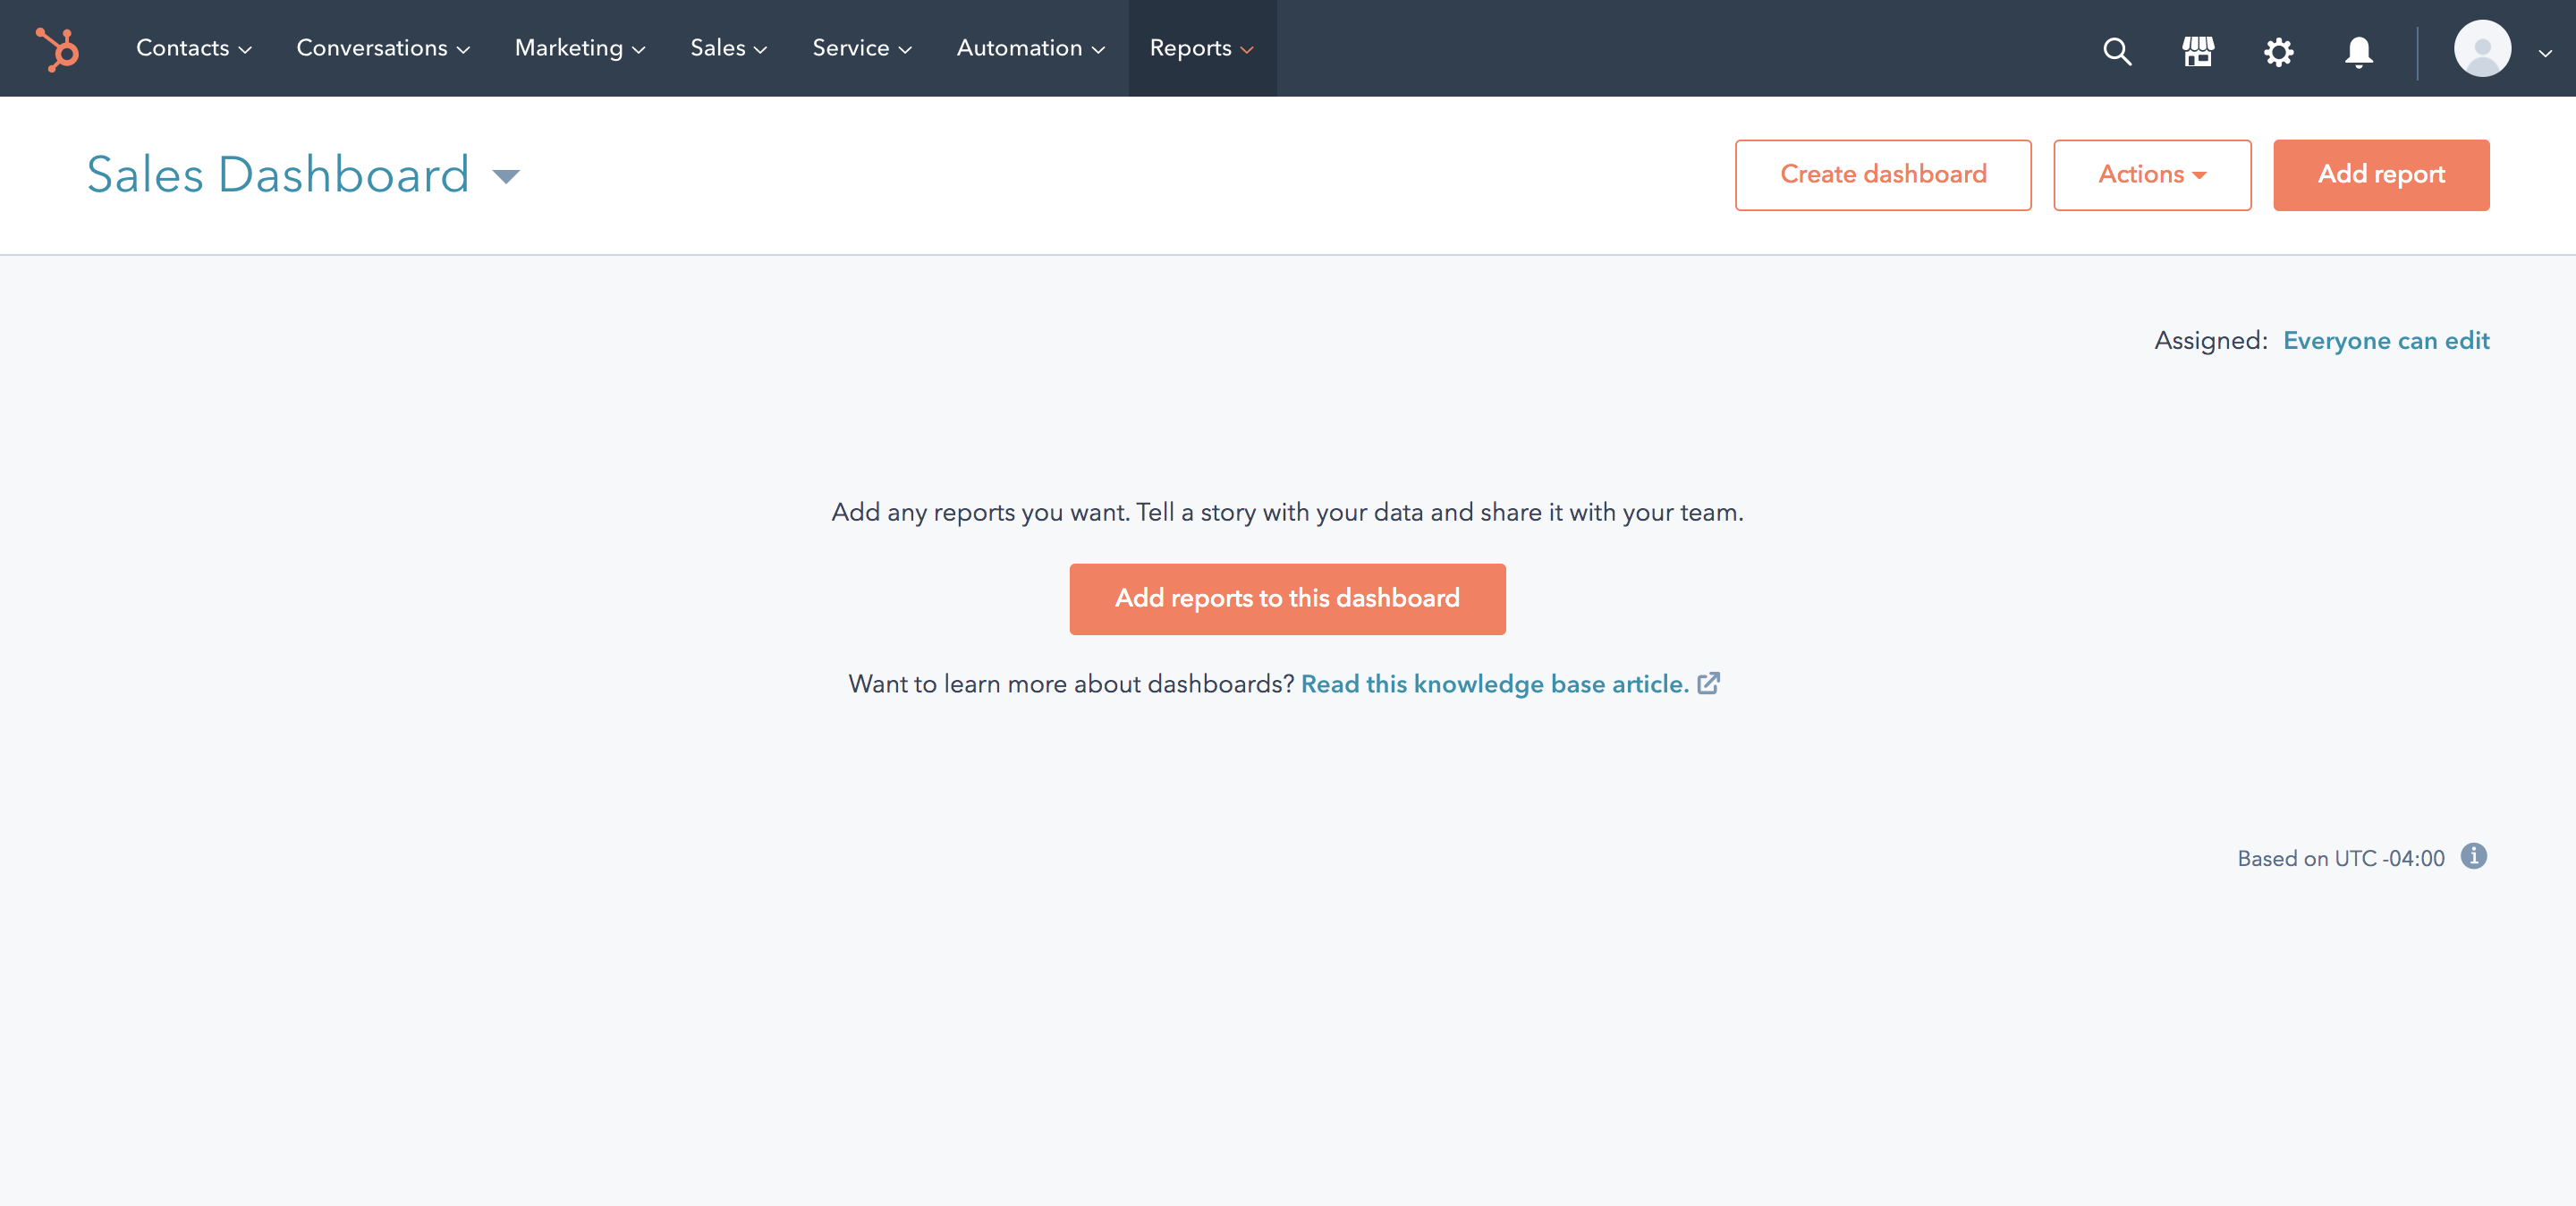 Contacts Conversations Marketing Sales Service Automation Reports
Sales Dashboard
Create dashboard
Actions
Add report
Assigned: Everyone can edit
Add any reports you want. Tell a story with your data and share it with your team.
Add reports to this dashboard
Want to learn more about dashboards? Read this knowledge base article.
Based on UTC -04:00